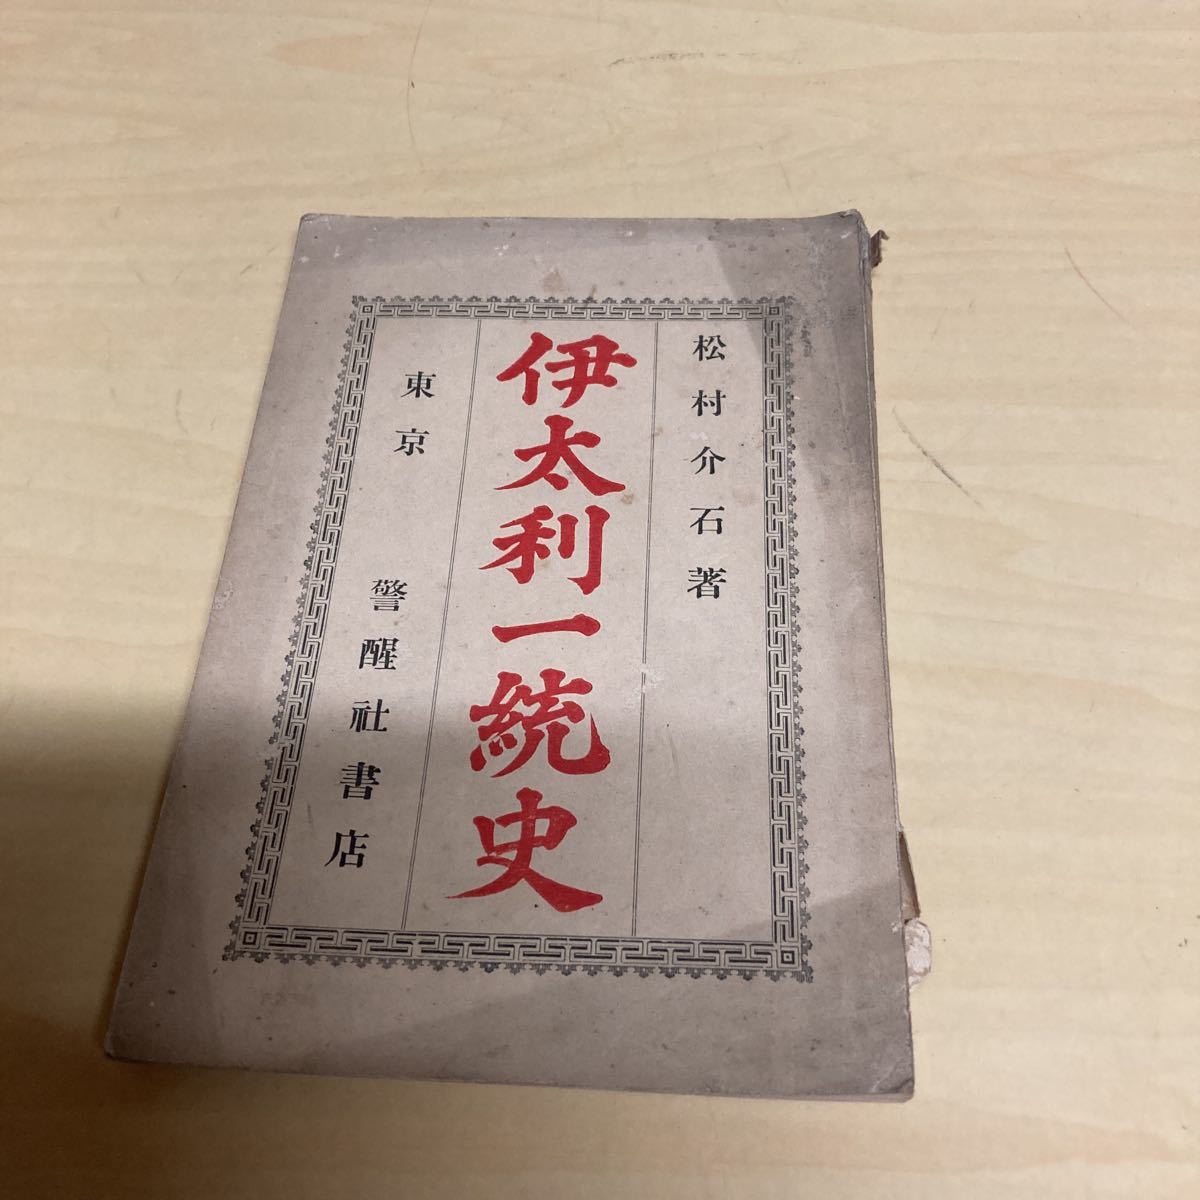 松村介石著
伊太利一統史
東京 警醒社書店